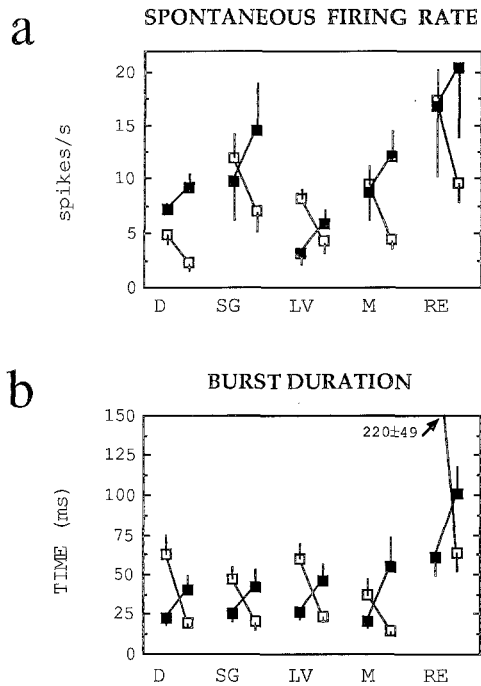 a
SPONTANEOUS FIRING RATE
spikes/s
20
15
10
5
0
D SG LV M RE
b
BURST DURATION
TIME (ms)
150
125
100
75
50
25
0
220±49
D SG LV M RE